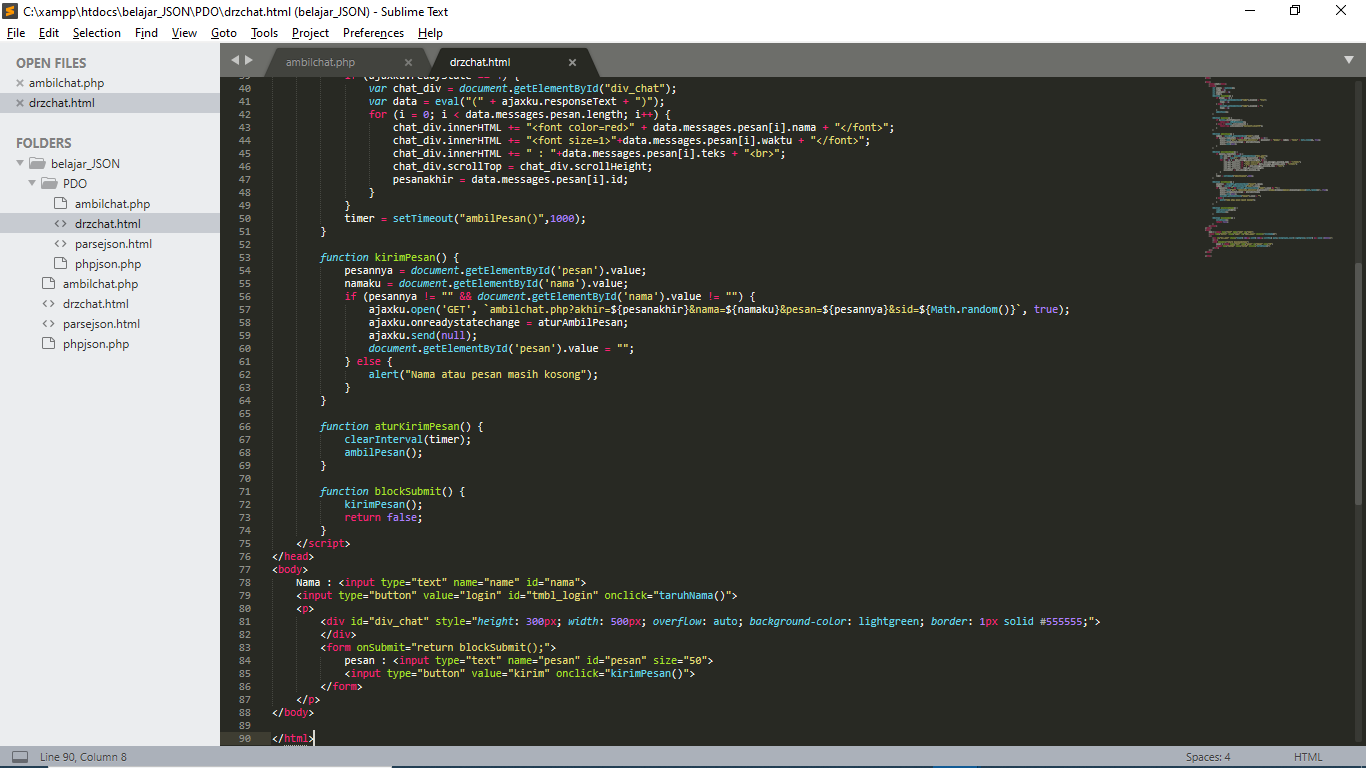 C:\xampp\htdocs\belajar_JSON\PDO\drzchat.html (belajar_JSON) - Sublime Text
File Edit Selection Find View Goto Tools Project Preferences Help
OPEN FILES
ambilchat.php
drzchat.html
FOLDERS
belajar_JSON
PDO
ambilchat.php
drzchat.html
parsejson.html
phpjson.php
ambilchat.php
drzchat.html
parsejson.html
phpjson.php
ambilchat.php drzchat.html
40 var chat_div = document.getElementById("div_chat");
41 var data = eval("(" + ajaxku.responseText + ")");
42 for (i = 0; i < data.messages.pesan.length; i++) {
43 chat_div.innerHTML += "<font color=red>" + data.messages.pesan[i].nama + "</font>";
44 chat_div.innerHTML += "<font size=1>"+data.messages.pesan[i].waktu + "</font>";
45 chat_div.innerHTML += " : "+data.messages.pesan[i].teks + "<br>";
46 chat_div.scrollTop = chat_div.scrollHeight;
47 pesanakhir = data.messages.pesan[i].id;
48 }
49 }
50 timer = setTimeout("ambilPesan()",1000);
51 }
52
53 function kirimPesan() {
54 pesannya = document.getElementById('pesan').value;
55 namaku = document.getElementById('nama').value;
56 if (pesannya != "" && document.getElementById('nama').value != "") {
57 ajaxku.open('GET', `ambilchat.php?akhir=${pesanakhir}&nama=${namaku}&pesan=${pesannya}&sid=${Math.random()}`, true);
58 ajaxku.onreadystatechange = aturAmbilPesan;
59 ajaxku.send(null);
60 document.getElementById('pesan').value = "";
61 } else {
62 alert("Nama atau pesan masih kosong");
63 }
64 }
65
66 function aturKirimPesan() {
67 clearInterval(timer);
68 ambilPesan();
69 }
70
71 function blockSubmit() {
72 kirimPesan();
73 return false;
74 }
75 </script>
76 </head>
77 <body>
78 Nama : <input type="text" name="name" id="nama">
79 <input type="button" value="login" id="tmbl_login" onclick="taruhNama()">
80 <p>
81 <div id="div_chat" style="height: 300px; width: 500px; overflow: auto; background-color: lightgreen; border: 1px solid #555555;">
82 </div>
83 <form onSubmit="return blockSubmit();">
84 pesan : <input type="text" name="pesan" id="pesan" size="50">
85 <input type="button" value="kirim" onclick="kirimPesan()">
86 </form>
87 </p>
88 </body>
89
90 </html>
Line 90, Column 8 Spaces: 4 HTML